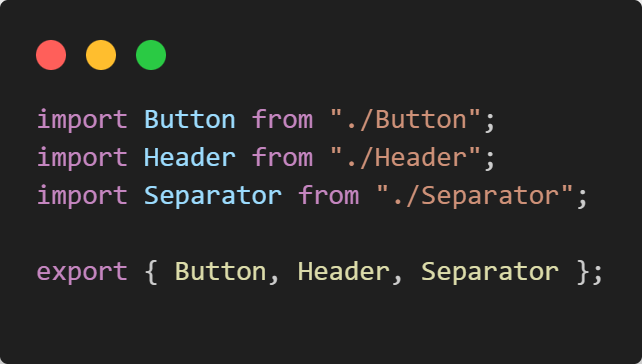 import Button from "./Button";
import Header from "./Header";
import Separator from "./Separator";
export { Button, Header, Separator };